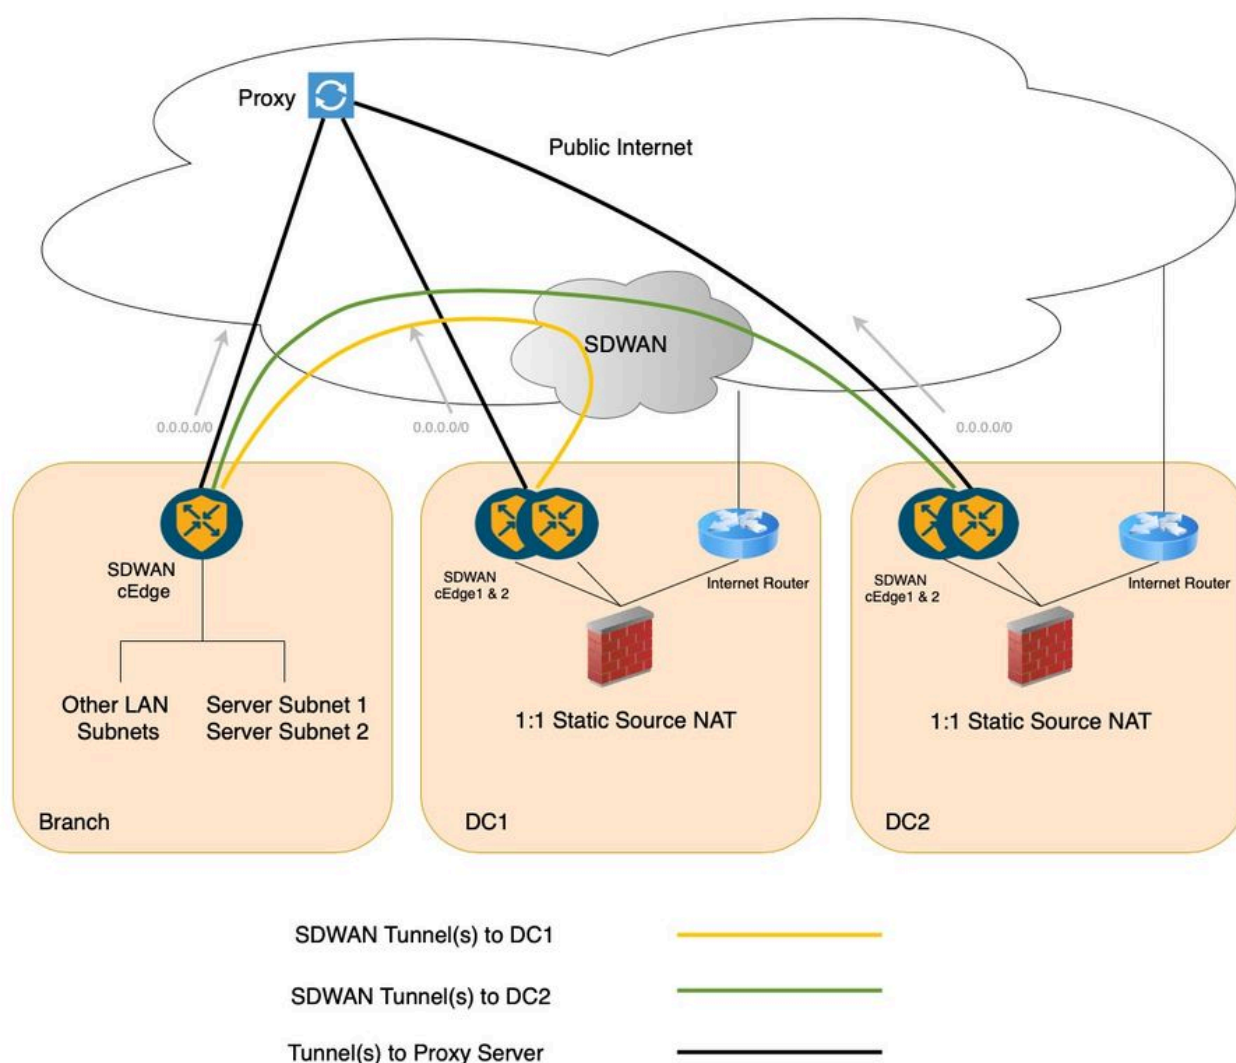 Proxy
Public Internet
SDWAN
0.0.0.0/0
0.0.0.0/0
0.0.0.0/0
SDWAN
cEdge
SDWAN
cEdge1 & 2
Internet Router
SDWAN
cEdge1 & 2
Internet Router
Other LAN
Subnets
Server Subnet 1
Server Subnet 2
1:1 Static Source NAT
1:1 Static Source NAT
Branch
DC1
DC2
SDWAN Tunnel(s) to DC1
SDWAN Tunnel(s) to DC2
Tunnel(s) to Proxy Server